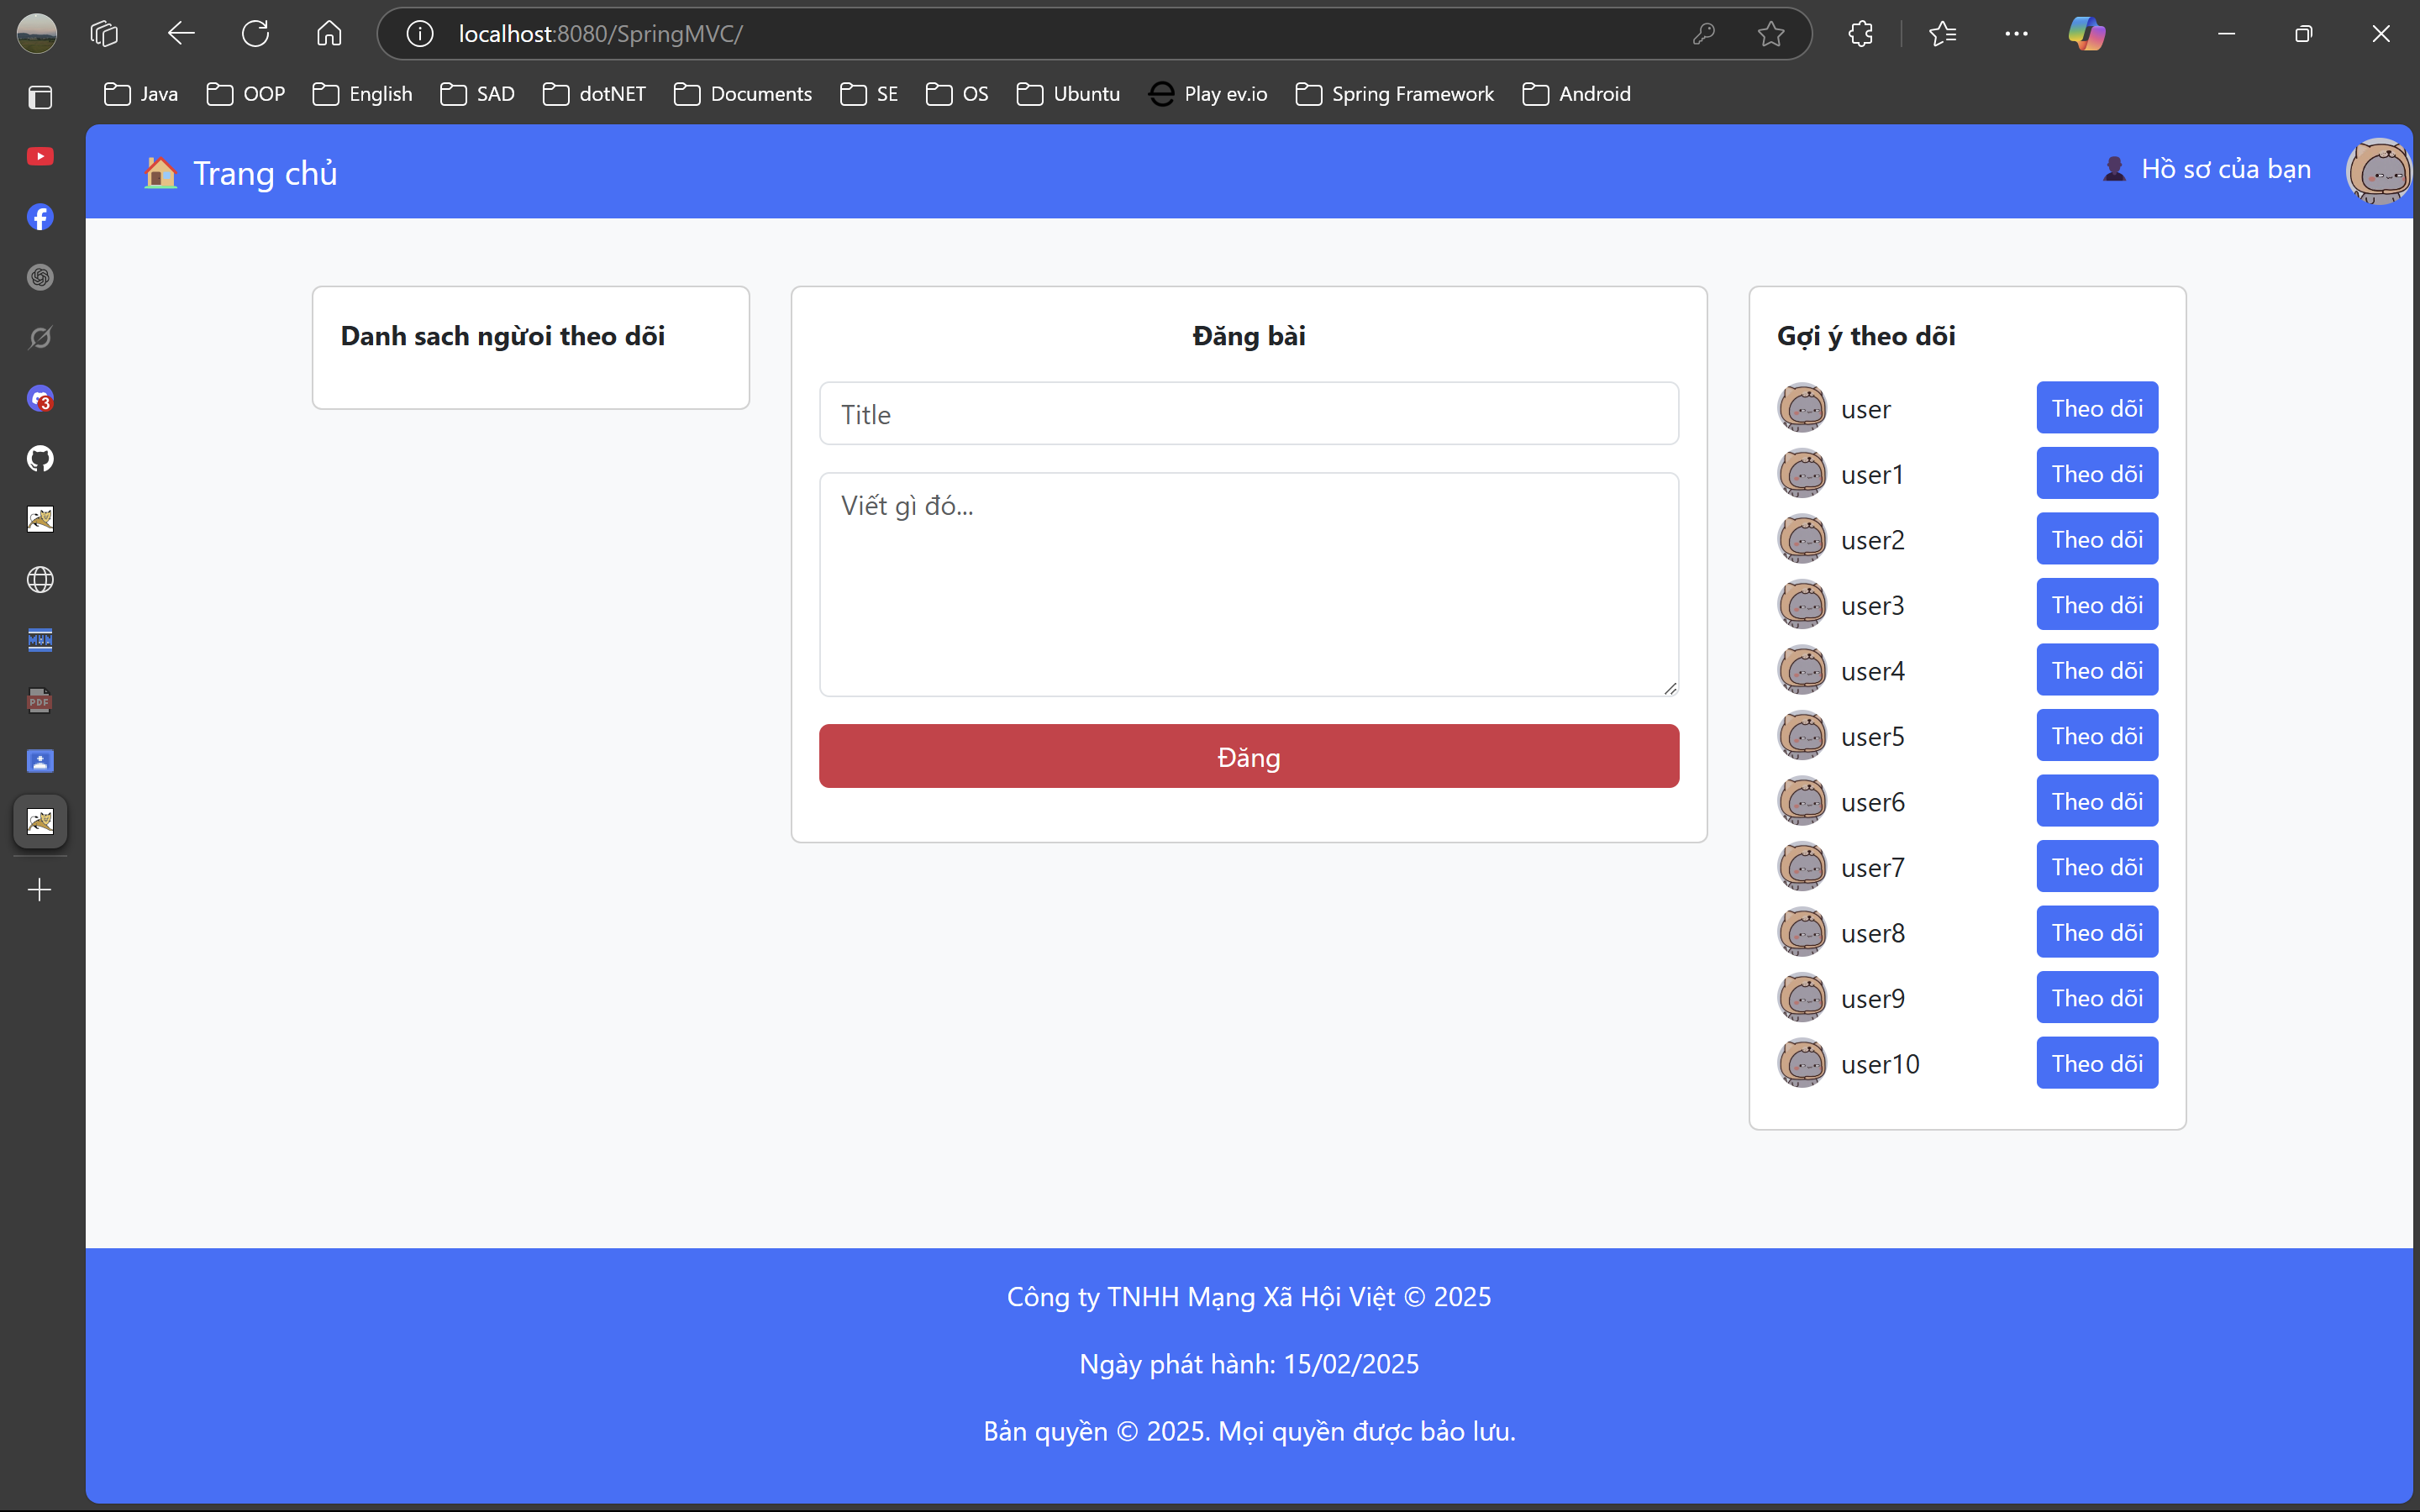 localhost:8080/SpringMVC/
Java OOP English SAD dotNET Documents SE OS Ubuntu Play ev.io Spring Framework Android
Trang chủ
Hồ sơ của bạn
Danh sach ngừoi theo dõi
Đăng bài
Title
Viết gì đó...
Đăng
Gợi ý theo dõi
user Theo dõi
user1 Theo dõi
user2 Theo dõi
user3 Theo dõi
user4 Theo dõi
user5 Theo dõi
user6 Theo dõi
user7 Theo dõi
user8 Theo dõi
user9 Theo dõi
user10 Theo dõi
3
PDF
Công ty TNHH Mạng Xã Hội Việt © 2025
Ngày phát hành: 15/02/2025
Bản quyền © 2025. Mọi quyền được bảo lưu.